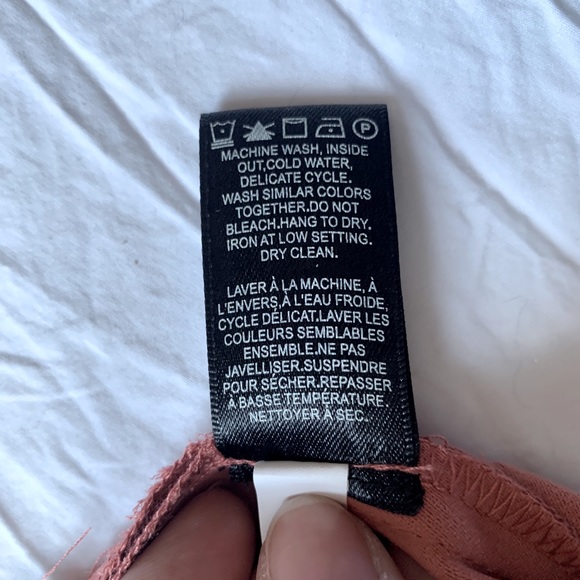 P
MACHINE WASH, INSIDE
OUT,COLD WATER,
DELICATE CYCLE.
WASH SIMILAR COLORS
TOGETHER.DO NOT
BLEACH.HANG TO DRY.
IRON AT LOW SETTING.
DRY CLEAN.
LAVER À LA MACHINE, À
L'ENVERS,À L'EAU FROIDE,
CYCLE DÉLICAT.LAVER LES
COULEURS SEMBLABLES
ENSEMBLE.NE PAS
JAVELLISER.SUSPENDRE
POUR SÉCHER.REPASSER
À BASSE TEMPÉRATURE.
NETTOYER À SEC.